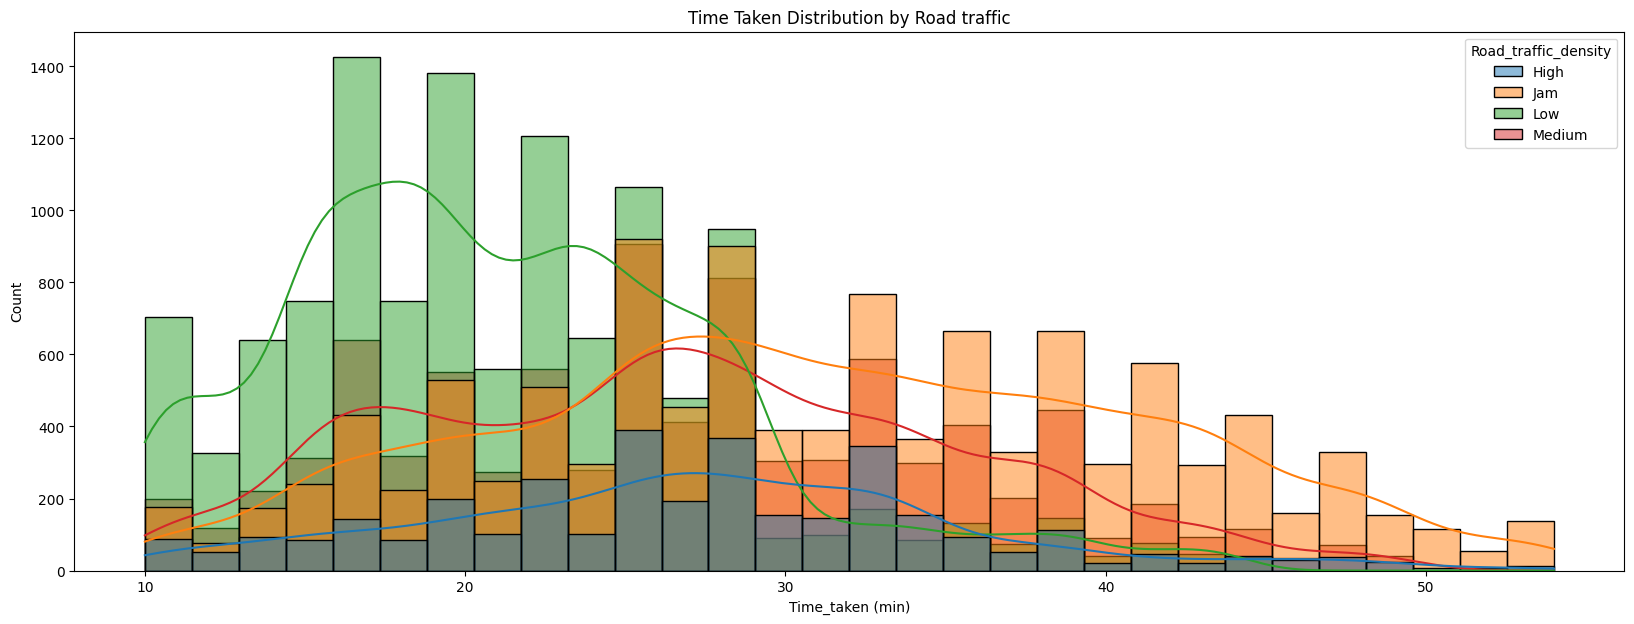 Time Taken Distribution by Road traffic
Road_traffic_density
High
Jam
Low
Medium
1400
1200
1000
800
600
400
200
0
Count
10
20
30
40
50
Time_taken (min)